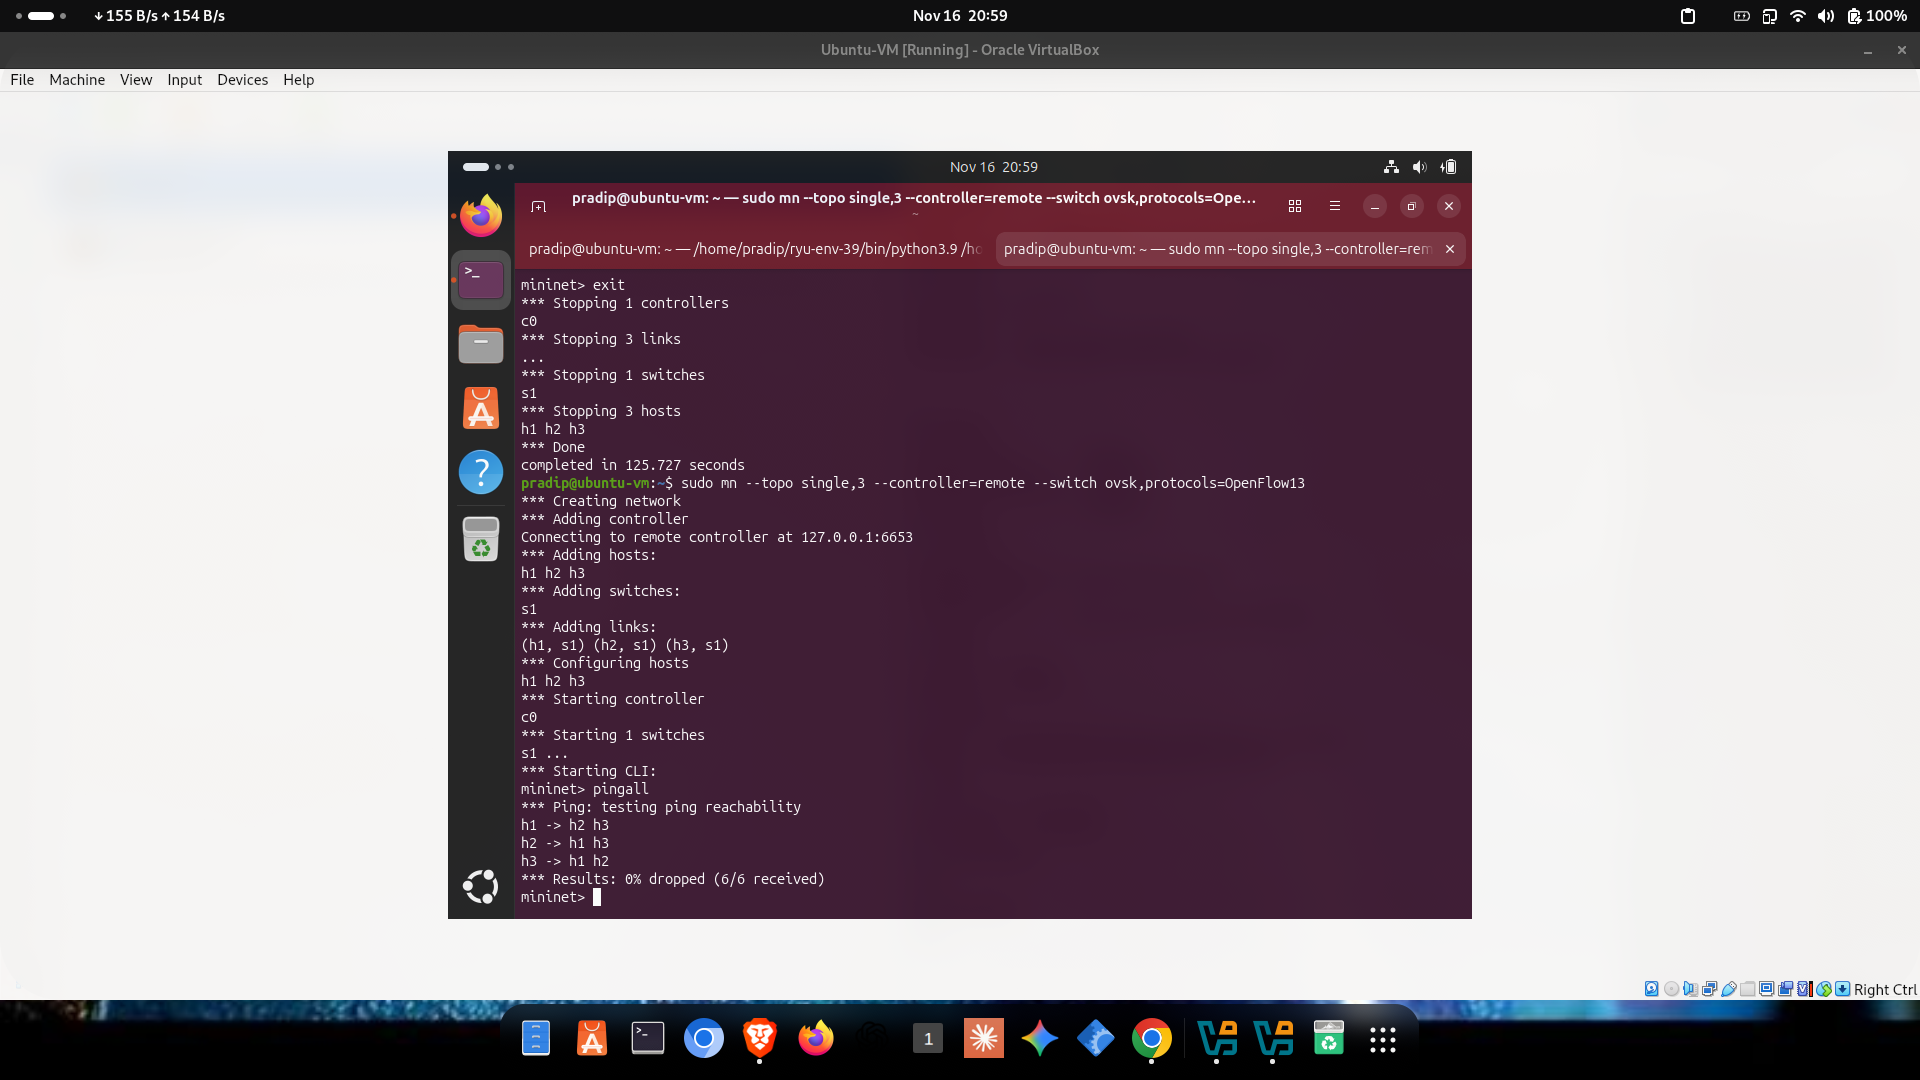 155 B/s 154 B/s
Nov 16 20:59
100%
Ubuntu-VM [Running] - Oracle VirtualBox
File Machine View Input Devices Help
Nov 16 20:59
pradip@ubuntu-vm: ~ — sudo mn --topo single,3 --controller=remote --switch ovsk,protocols=Ope…
~
pradip@ubuntu-vm: ~ — /home/pradip/ryu-env-39/bin/python3.9 /ho
pradip@ubuntu-vm: ~ — sudo mn --topo single,3 --controller=rem
mininet> exit
*** Stopping 1 controllers
c0
*** Stopping 3 links
...
*** Stopping 1 switches
s1
*** Stopping 3 hosts
h1 h2 h3
*** Done
completed in 125.727 seconds
pradip@ubuntu-vm:~$ sudo mn --topo single,3 --controller=remote --switch ovsk,protocols=OpenFlow13
*** Creating network
*** Adding controller
Connecting to remote controller at 127.0.0.1:6653
*** Adding hosts:
h1 h2 h3
*** Adding switches:
s1
*** Adding links:
(h1, s1) (h2, s1) (h3, s1)
*** Configuring hosts
h1 h2 h3
*** Starting controller
c0
*** Starting 1 switches
s1 ...
*** Starting CLI:
mininet> pingall
*** Ping: testing ping reachability
h1 -> h2 h3
h2 -> h1 h3
h3 -> h1 h2
*** Results: 0% dropped (6/6 received)
mininet>
Right Ctrl
1